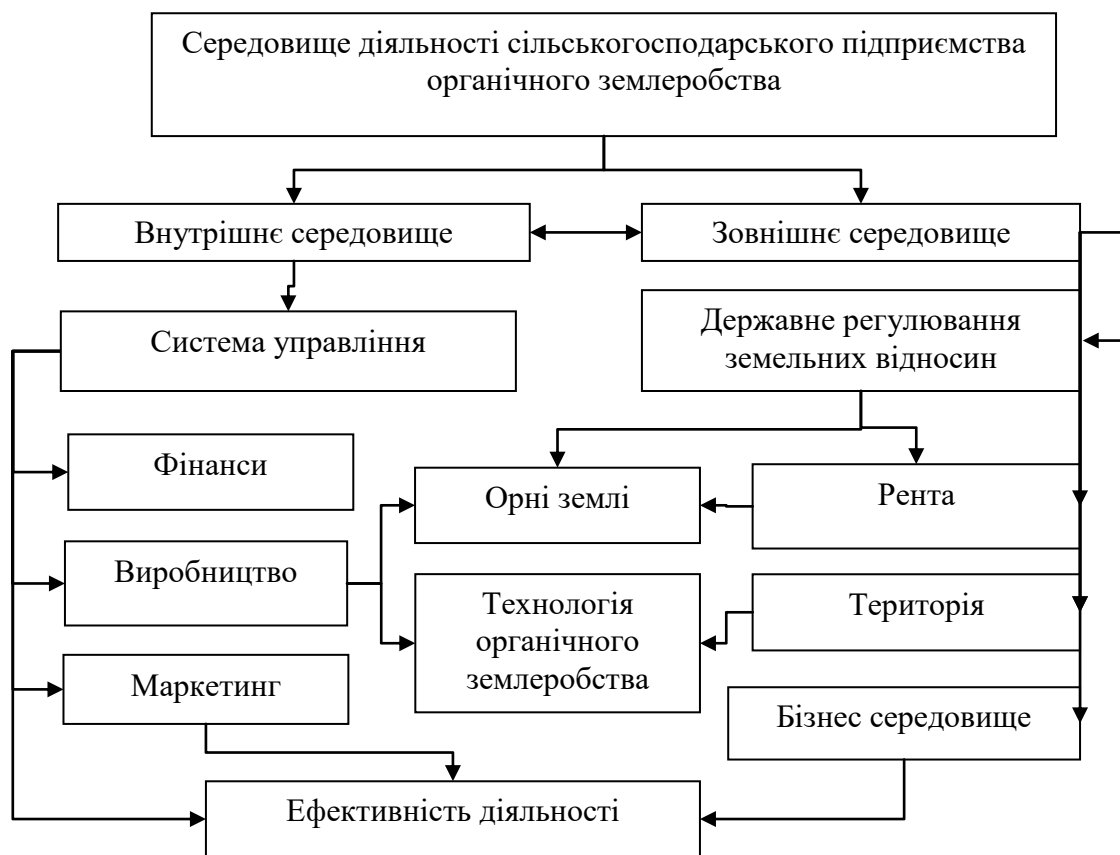 Середовище діяльності сільськогосподарського підприємства
органічного землеробства
Внутрішнє середовище
Зовнішнє середовище
Система управління
Державне регулювання
земельних відносин
Фінанси
Орні землі
Рента
Виробництво
Технологія
органічного
землеробства
Територія
Маркетинг
Бізнес середовище
Ефективність діяльності